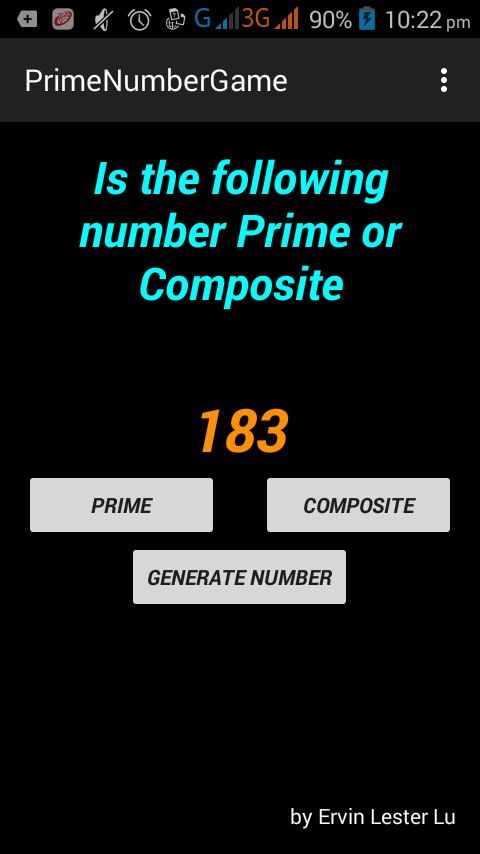 G 3G 90% 10:22 pm
PrimeNumberGame
Is the following
number Prime or
Composite
183
PRIME COMPOSITE
GENERATE NUMBER
by Ervin Lester Lu